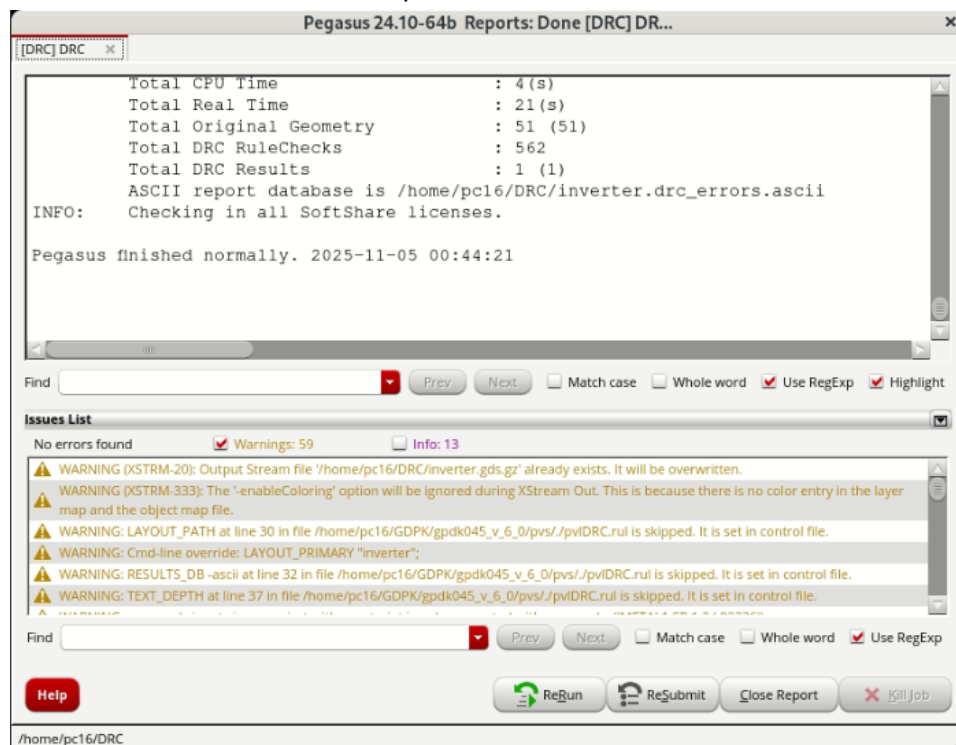 Pegasus 24.10-64b Reports: Done [DRC] DR...
[DRC] DRC
Total CPU Time : 4(s)
Total Real Time : 21(s)
Total Original Geometry : 51 (51)
Total DRC RuleChecks : 562
Total DRC Results : 1 (1)
ASCII report database is /home/pc16/DRC/inverter.drc_errors.ascii
INFO: Checking in all SoftShare licenses.
Pegasus finished normally. 2025-11-05 00:44:21
Find Prev Next Match case Whole word Use RegExp Highlight
Issues List
No errors found Warnings: 59 Info: 13
WARNING (XSTRM-20): Output Stream file '/home/pc16/DRC/inverter.gds.gz' already exists. It will be overwritten.
WARNING (XSTRM-333): The '-enableColoring' option will be ignored during XStream Out. This is because there is no color entry in the layer
map and the object map file.
WARNING: LAYOUT_PATH at line 30 in file /home/pc16/GDPK/gpdk045_v_6_0/pvs/./pvlDRC.rul is skipped. It is set in control file.
WARNING: Cmd-line override: LAYOUT_PRIMARY "inverter";
WARNING: RESULTS_DB -ascii at line 32 in file /home/pc16/GDPK/gpdk045_v_6_0/pvs/./pvlDRC.rul is skipped. It is set in control file.
WARNING: TEXT_DEPTH at line 37 in file /home/pc16/GDPK/gpdk045_v_6_0/pvs/./pvlDRC.rul is skipped. It is set in control file.
Find Prev Next Match case Whole word Use RegExp
Help ReRun ReSubmit Close Report Kill Job
/home/pc16/DRC